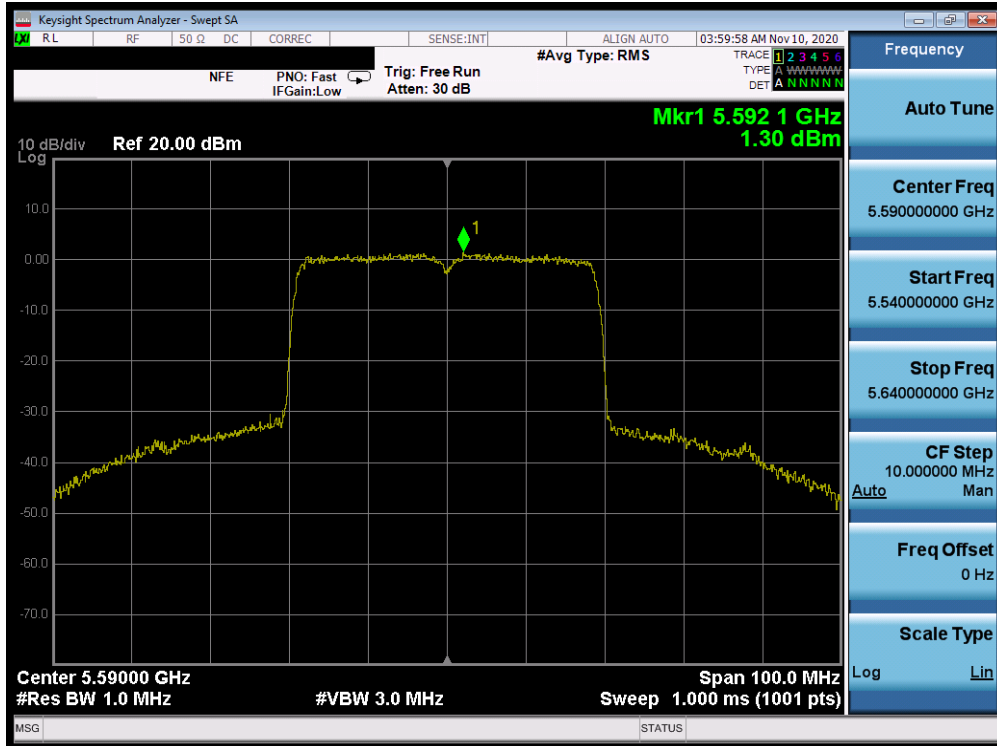 Keysight Spectrum Analyzer - Swept SA
LXI RL RF 50 Ω DC CORREC SENSE:INT ALIGN AUTO 03:59:58 AM Nov 10, 2020
#Avg Type: RMS
TRACE 1 2 3 4 5 6
TYPE A WWWWW
DET A N N N N N
NFE PNO: Fast Trig: Free Run
IFGain:Low Atten: 30 dB
Mkr1 5.592 1 GHz
1.30 dBm
10 dB/div Ref 20.00 dBm
Log
1
10.0
0.00
-10.0
-20.0
-30.0
-40.0
-50.0
-60.0
-70.0
Center 5.59000 GHz Span 100.0 MHz
#Res BW 1.0 MHz #VBW 3.0 MHz Sweep 1.000 ms (1001 pts)
MSG STATUS
Frequency
Auto Tune
Center Freq
5.590000000 GHz
Start Freq
5.540000000 GHz
Stop Freq
5.640000000 GHz
CF Step
10.000000 MHz
Auto Man
Freq Offset
0 Hz
Scale Type
Log Lin